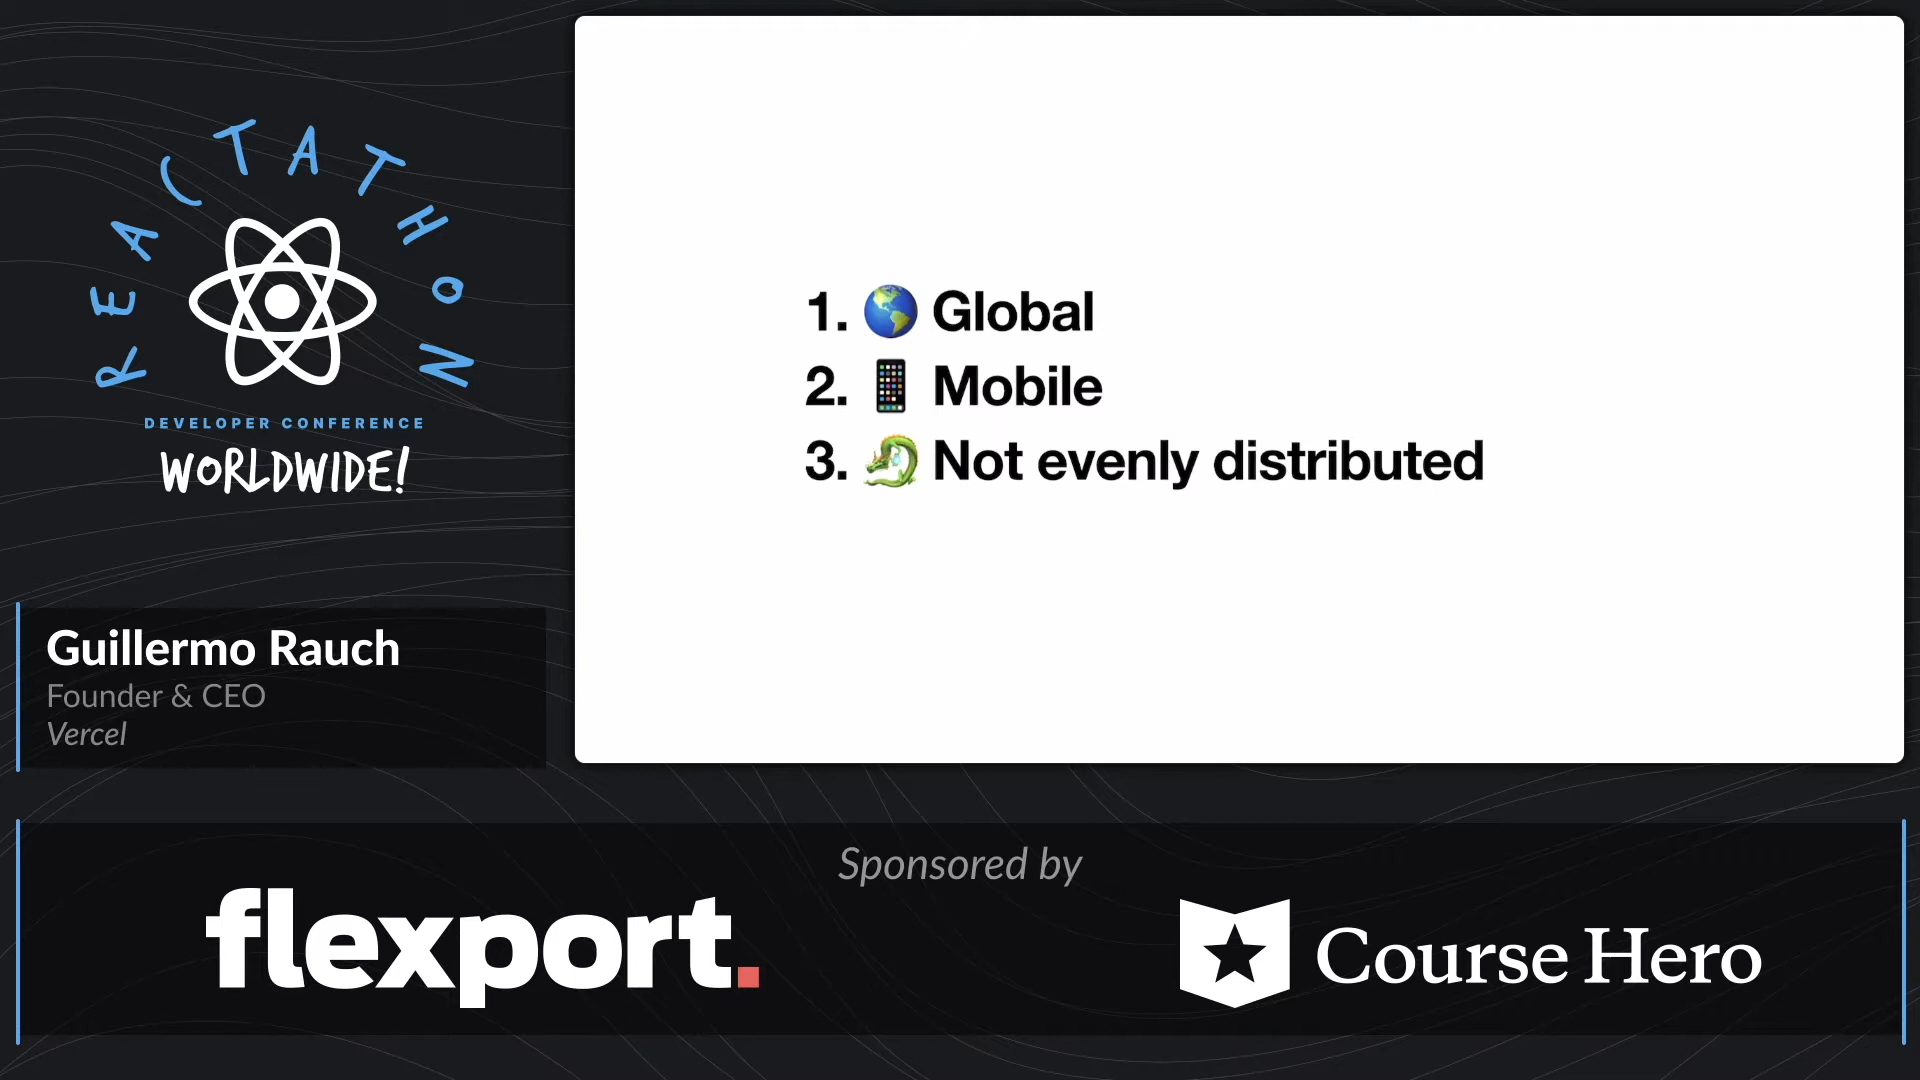 REACTATHON
DEVELOPER CONFERENCE
WORLDWIDE!
1. 🌎 Global
2. 📱 Mobile
3. 🐉 Not evenly distributed
Guillermo Rauch
Founder & CEO
Vercel
Sponsored by
flexport.
Course Hero